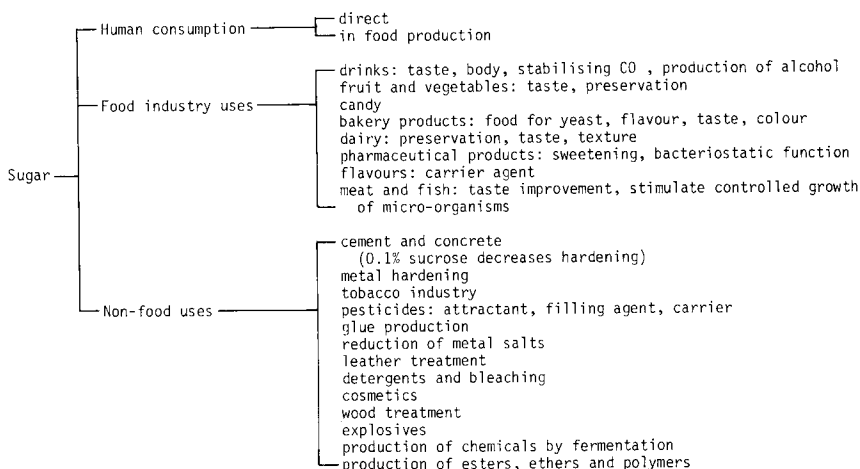 Human consumption
direct
in food production
Food industry uses
drinks: taste, body, stabilising CO , production of alcohol
fruit and vegetables: taste, preservation
candy
bakery products: food for yeast, flavour, taste, colour
dairy: preservation, taste, texture
pharmaceutical products: sweetening, bacteriostatic function
flavours: carrier agent
meat and fish: taste improvement, stimulate controlled growth
of micro-organisms
Sugar
Non-food uses
cement and concrete
(0.1% sucrose decreases hardening)
metal hardening
tobacco industry
pesticides: attractant, filling agent, carrier
glue production
reduction of metal salts
leather treatment
detergents and bleaching
cosmetics
wood treatment
explosives
production of chemicals by fermentation
production of esters, ethers and polymers